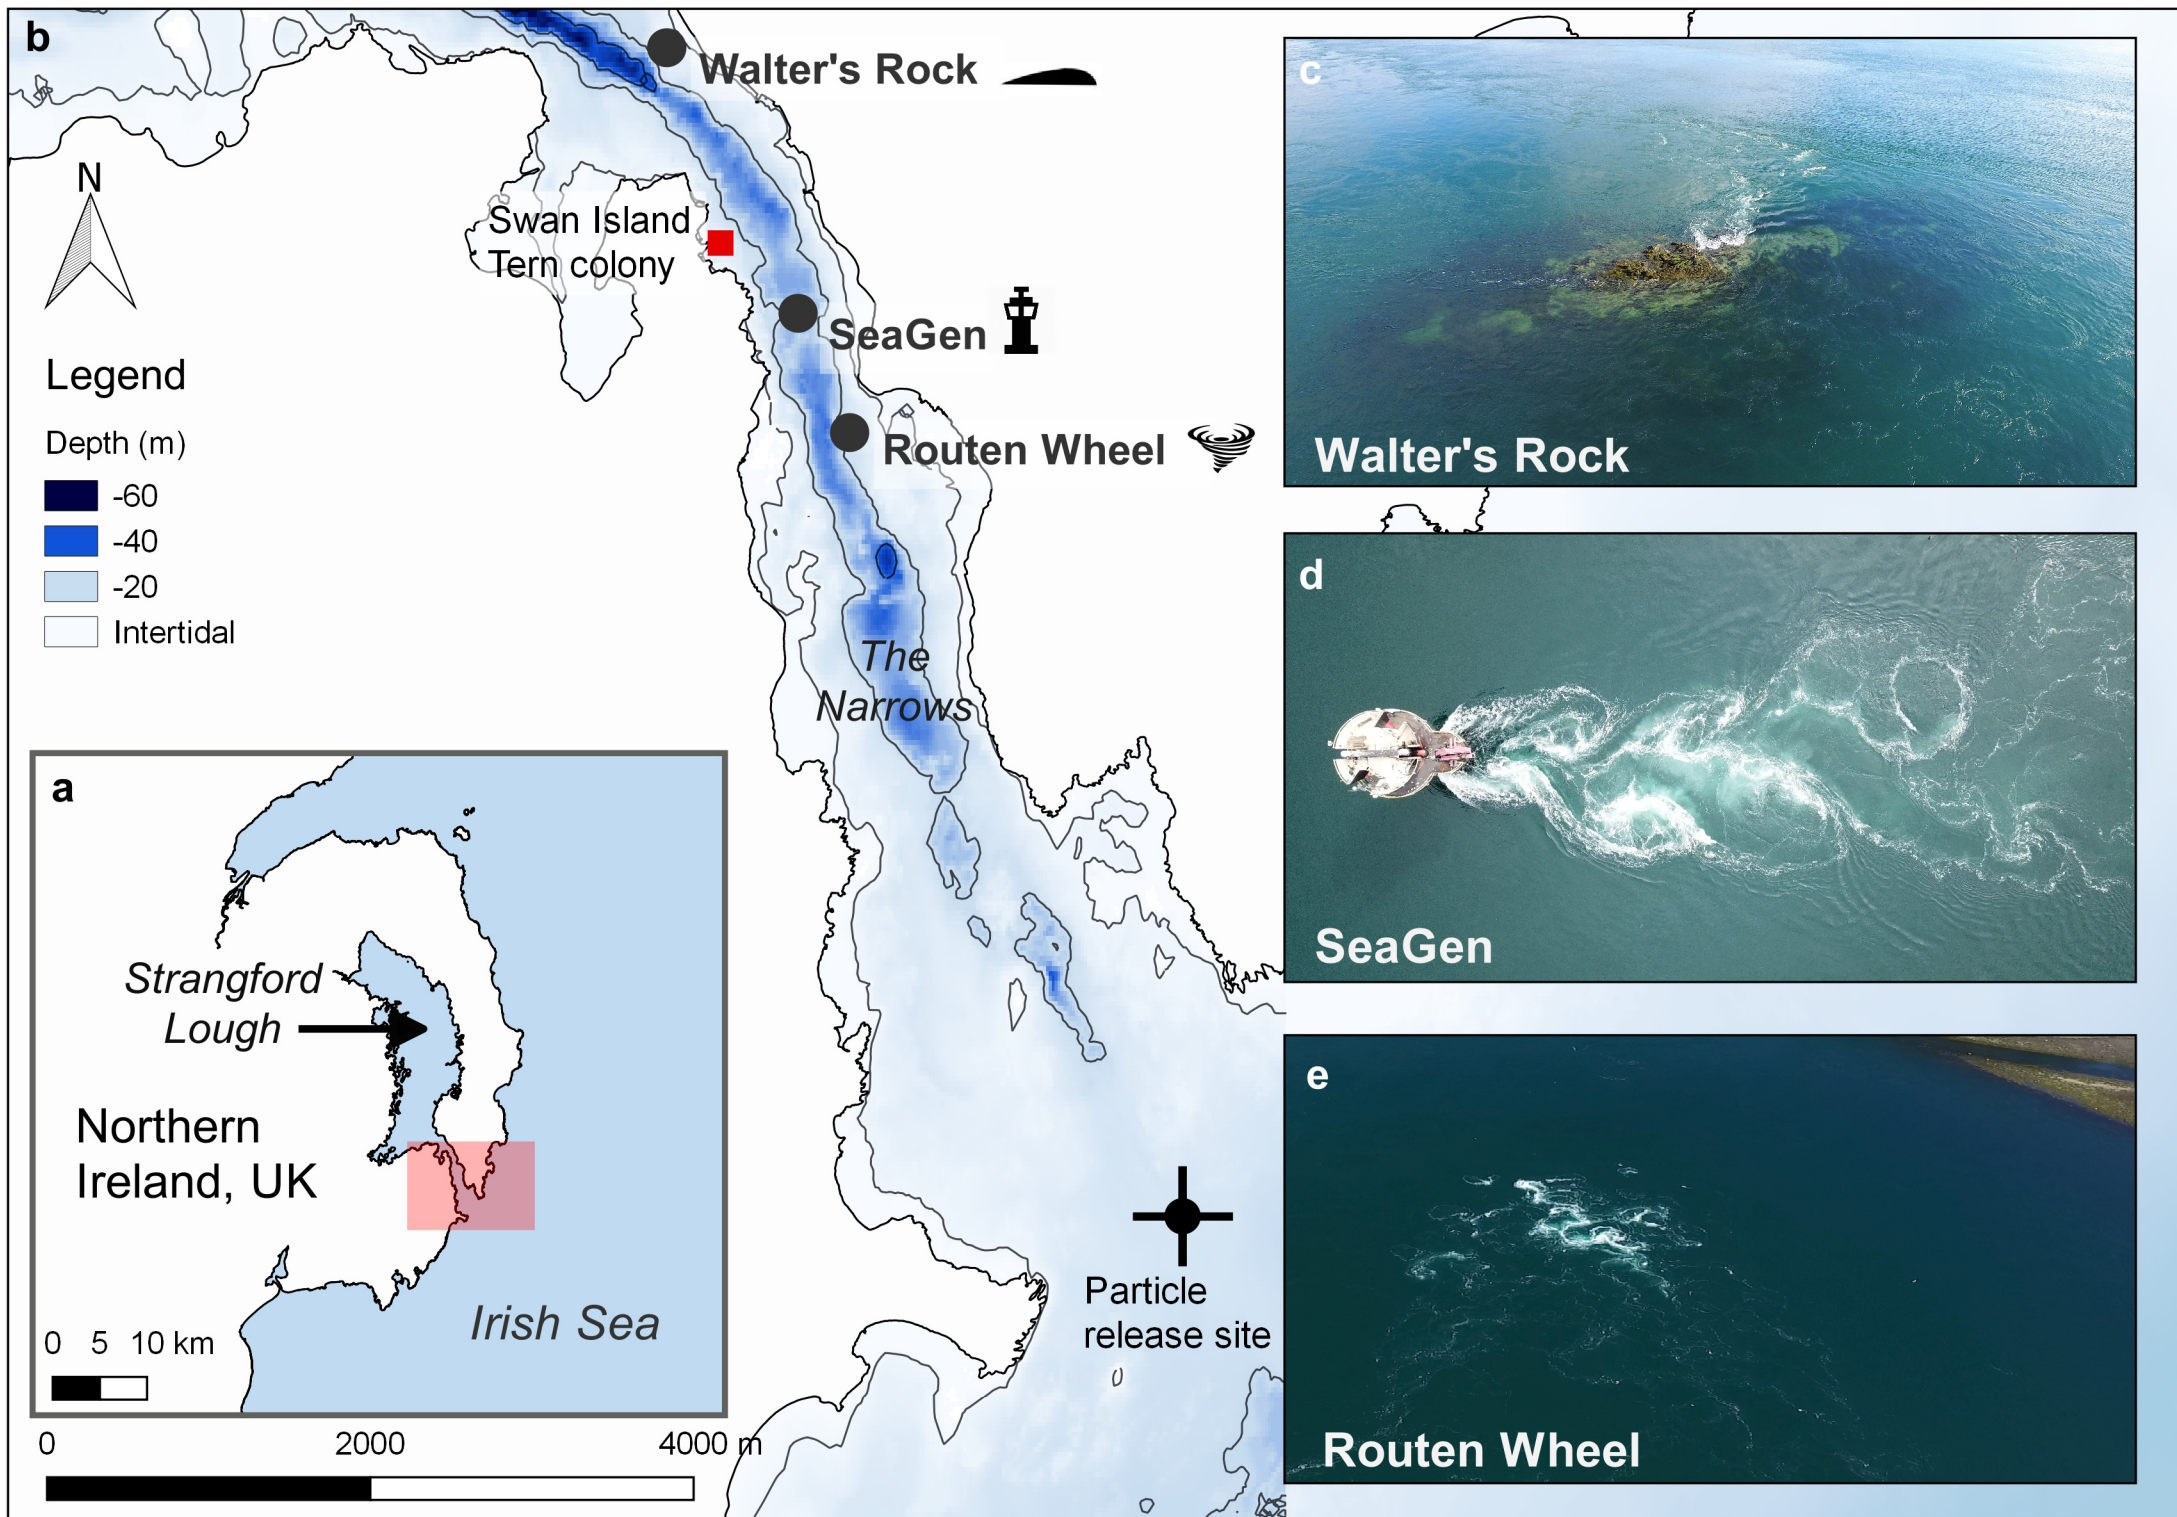 b
Walter's Rock
N
Swan Island
Tern colony
SeaGen
Routen Wheel
Legend
Depth (m)
-60
-40
-20
Intertidal
The
Narrows
a
Strangford
Lough
Northern
Ireland, UK
Irish Sea
0 5 10 km
Particle
release site
0 2000 4000 m
c
Walter's Rock
d
SeaGen
e
Routen Wheel